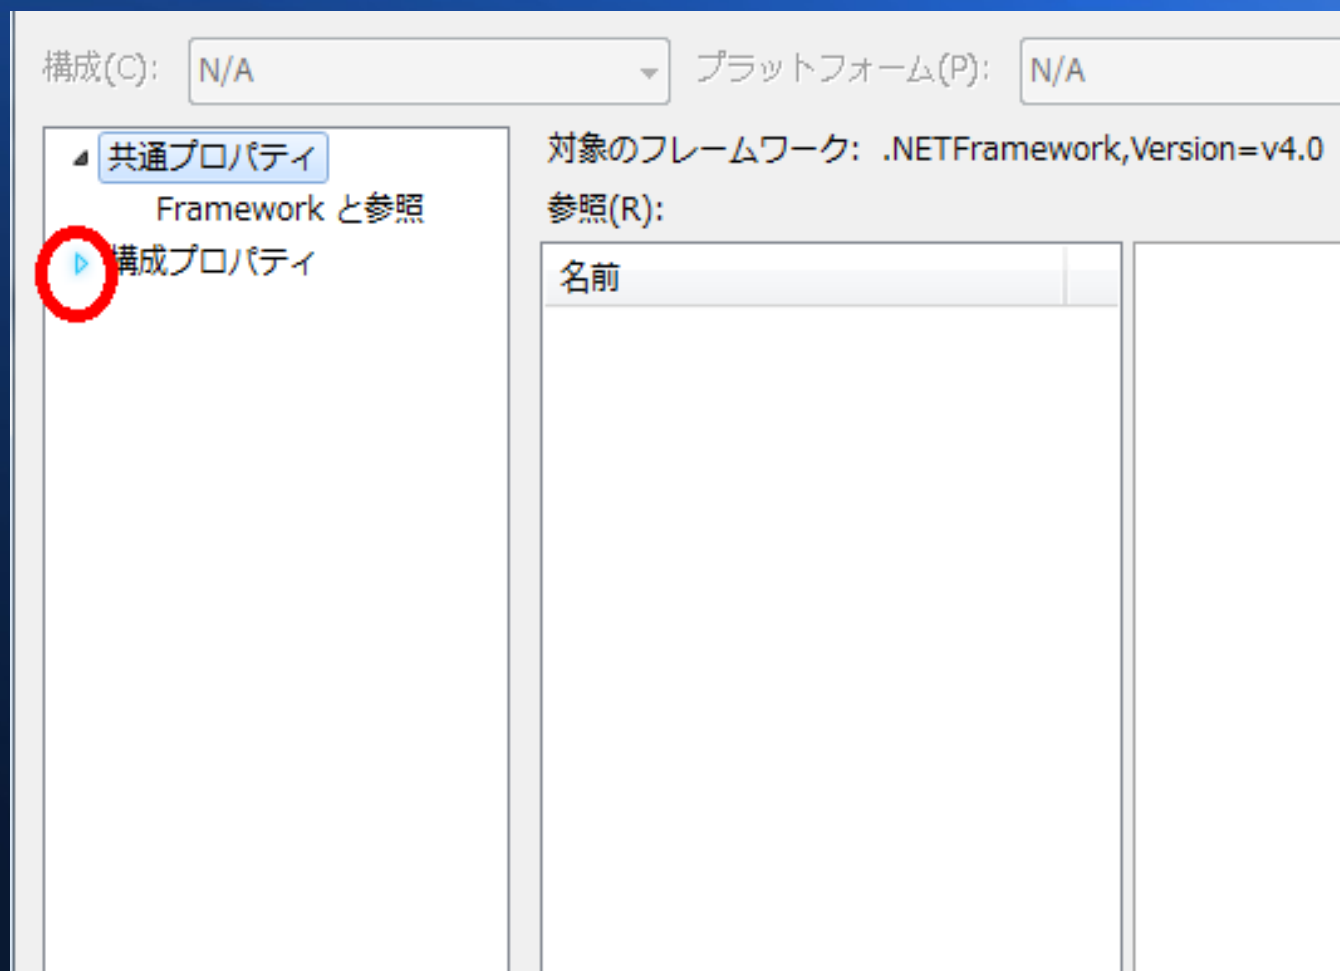 構成(C): N/A プラットフォーム(P): N/A
共通プロパティ
Framework と参照
構成プロパティ
対象のフレームワーク: .NETFramework,Version=v4.0
参照(R):
名前